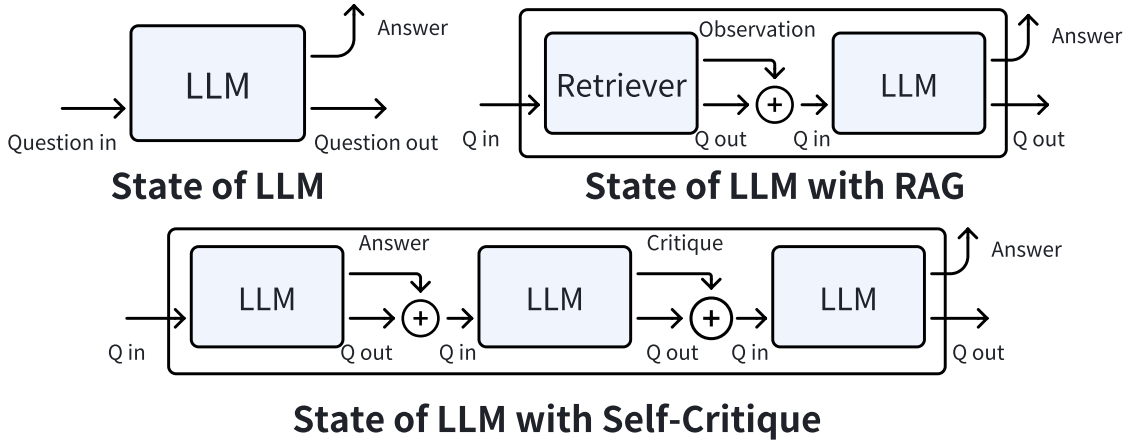 LLM
Answer
Question in
Question out
State of LLM
Observation
Answer
Retriever
+
LLM
Q in
Q out
Q in
Q out
State of LLM with RAG
Answer
Critique
Answer
LLM
+
LLM
+
LLM
Q in
Q out
Q in
Q out
Q in
Q out
State of LLM with Self-Critique